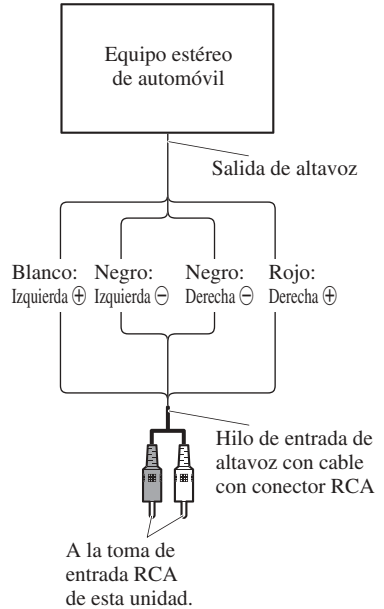 Equipo estéreo
de automóvil
Salida de altavoz
Blanco: Negro: Negro: Rojo:
Izquierda ⊕ Izquierda ⊖ Derecha ⊖ Derecha ⊕
Hilo de entrada de
altavoz con cable
con conector RCA
A la toma de
entrada RCA
de esta unidad.